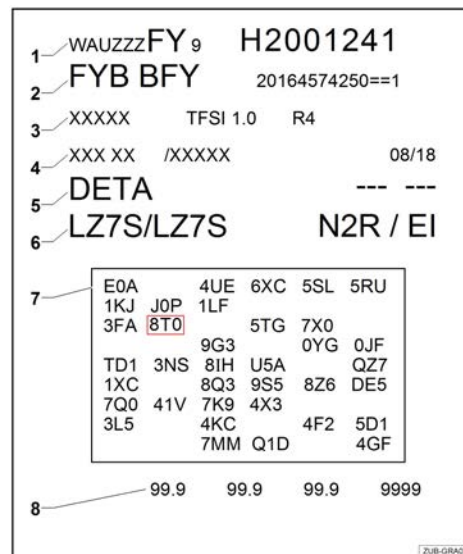 1 WAUZZZFY9 H2001241
2 FYB BFY 20164574250==1
3 XXXXX TFSI 1.0 R4
4 XXX XX /XXXXX 08/18
5 DETA --- ---
6 LZ7S/LZ7S N2R / EI
7 E0A 4UE 6XC 5SL 5RU
1KJ J0P 1LF
3FA 8T0 5TG 7X0
9G3 0YG 0JF
TD1 3NS 8IH U5A QZ7
1XC 8Q3 9S5 8Z6 DE5
7Q0 41V 7K9 4X3
3L5 4KC 4F2 5D1
7MM Q1D 4GF
8 99.9 99.9 99.9 9999